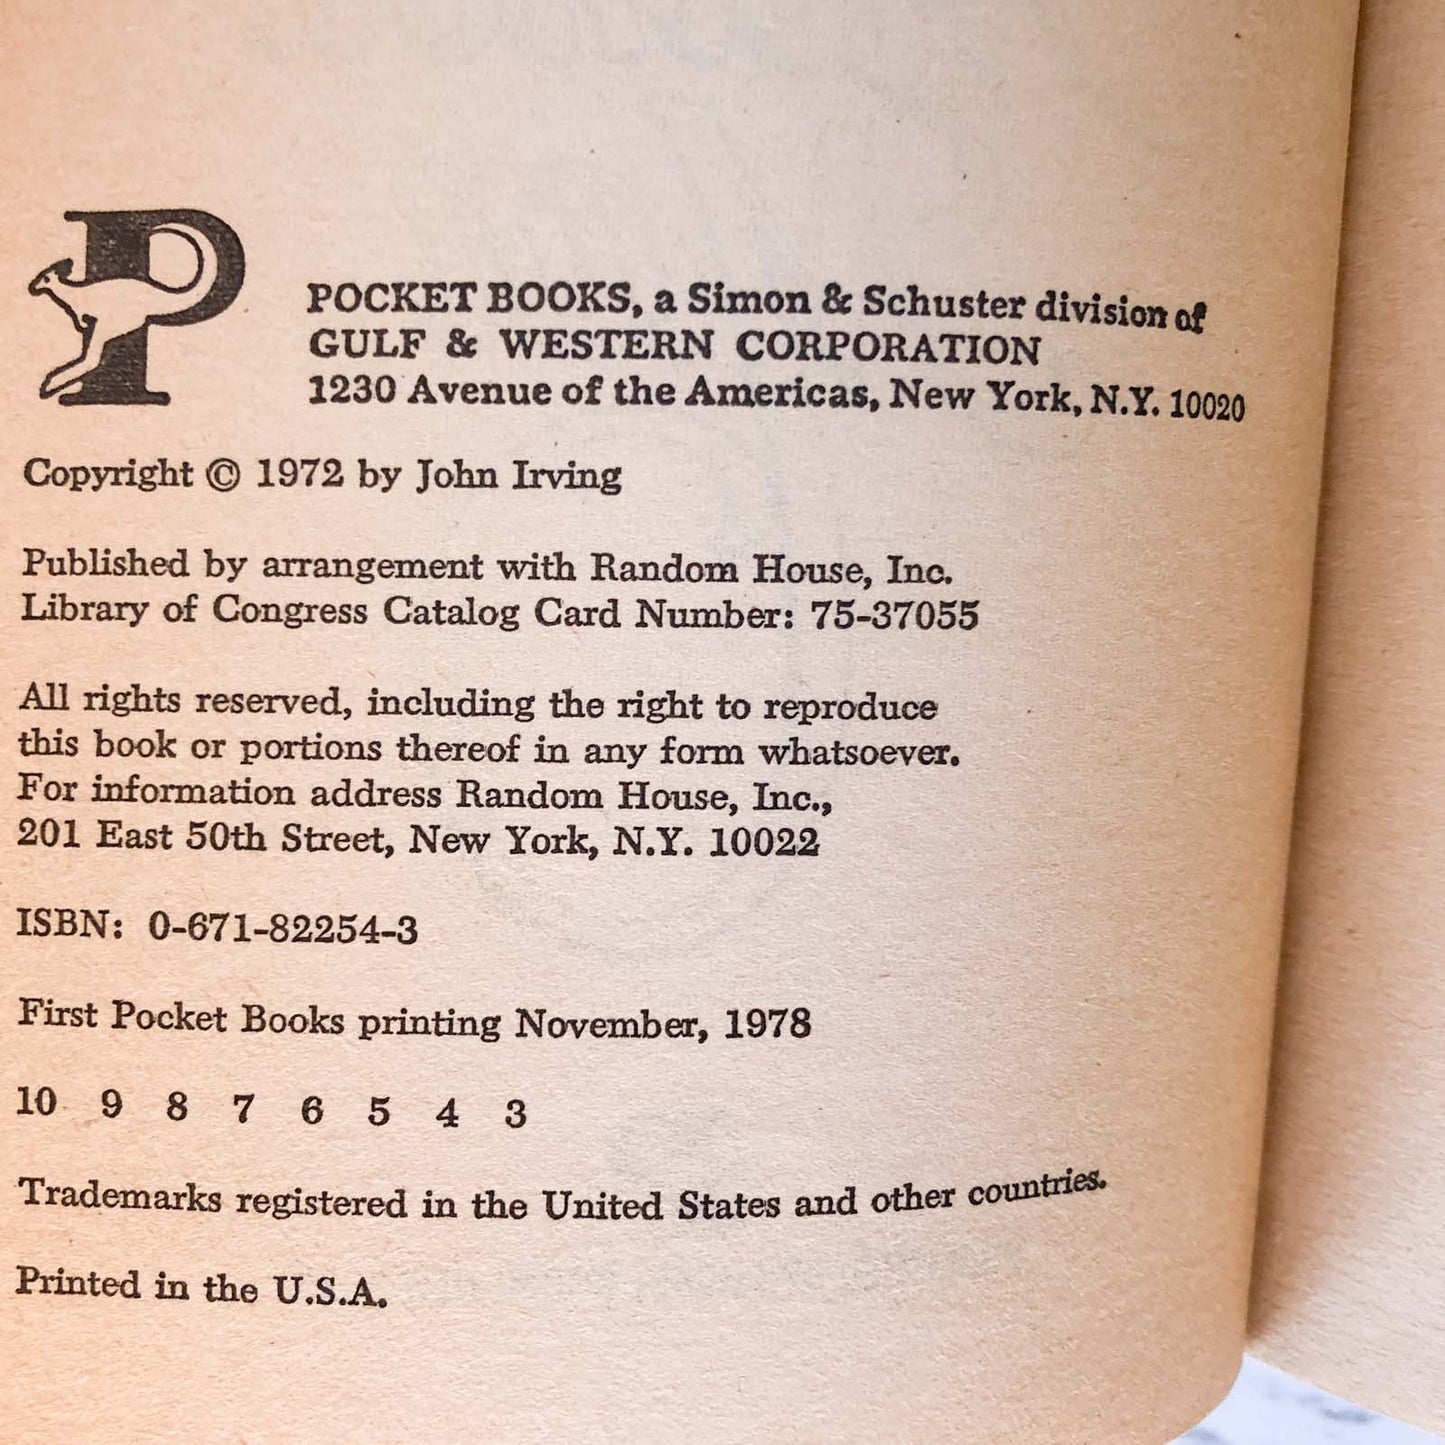 P
POCKET BOOKS, a Simon & Schuster division of
GULF & WESTERN CORPORATION
1230 Avenue of the Americas, New York, N.Y. 10020
Copyright © 1972 by John Irving
Published by arrangement with Random House, Inc.
Library of Congress Catalog Card Number: 75-37055
All rights reserved, including the right to reproduce
this book or portions thereof in any form whatsoever.
For information address Random House, Inc.,
201 East 50th Street, New York, N.Y. 10022
ISBN: 0-671-82254-3
First Pocket Books printing November, 1978
10 9 8 7 6 5 4 3
Trademarks registered in the United States and other countries.
Printed in the U.S.A.